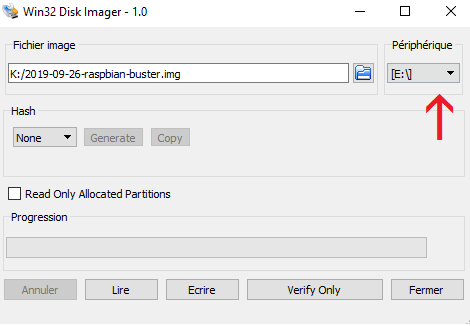 Win32 Disk Imager - 1.0
Fichier image
Périphérique
K:/2019-09-26-raspbian-buster.img
[E:\]
Hash
None
Generate
Copy
Read Only Allocated Partitions
Progression
Annuler
Lire
Ecrire
Verify Only
Fermer